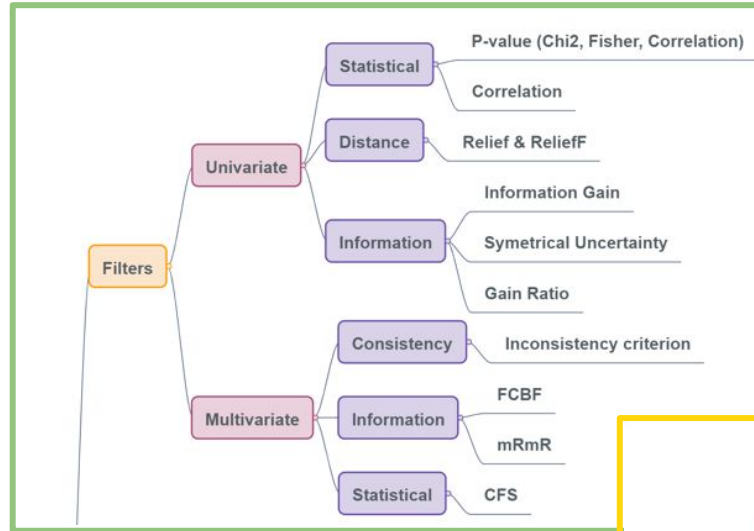 Filters
Univariate
Statistical
P-value (Chi2, Fisher, Correlation)
Correlation
Distance
Relief & ReliefF
Information
Information Gain
Symetrical Uncertainty
Gain Ratio
Multivariate
Consistency
Inconsistency criterion
Information
FCBF
mRmR
Statistical
CFS